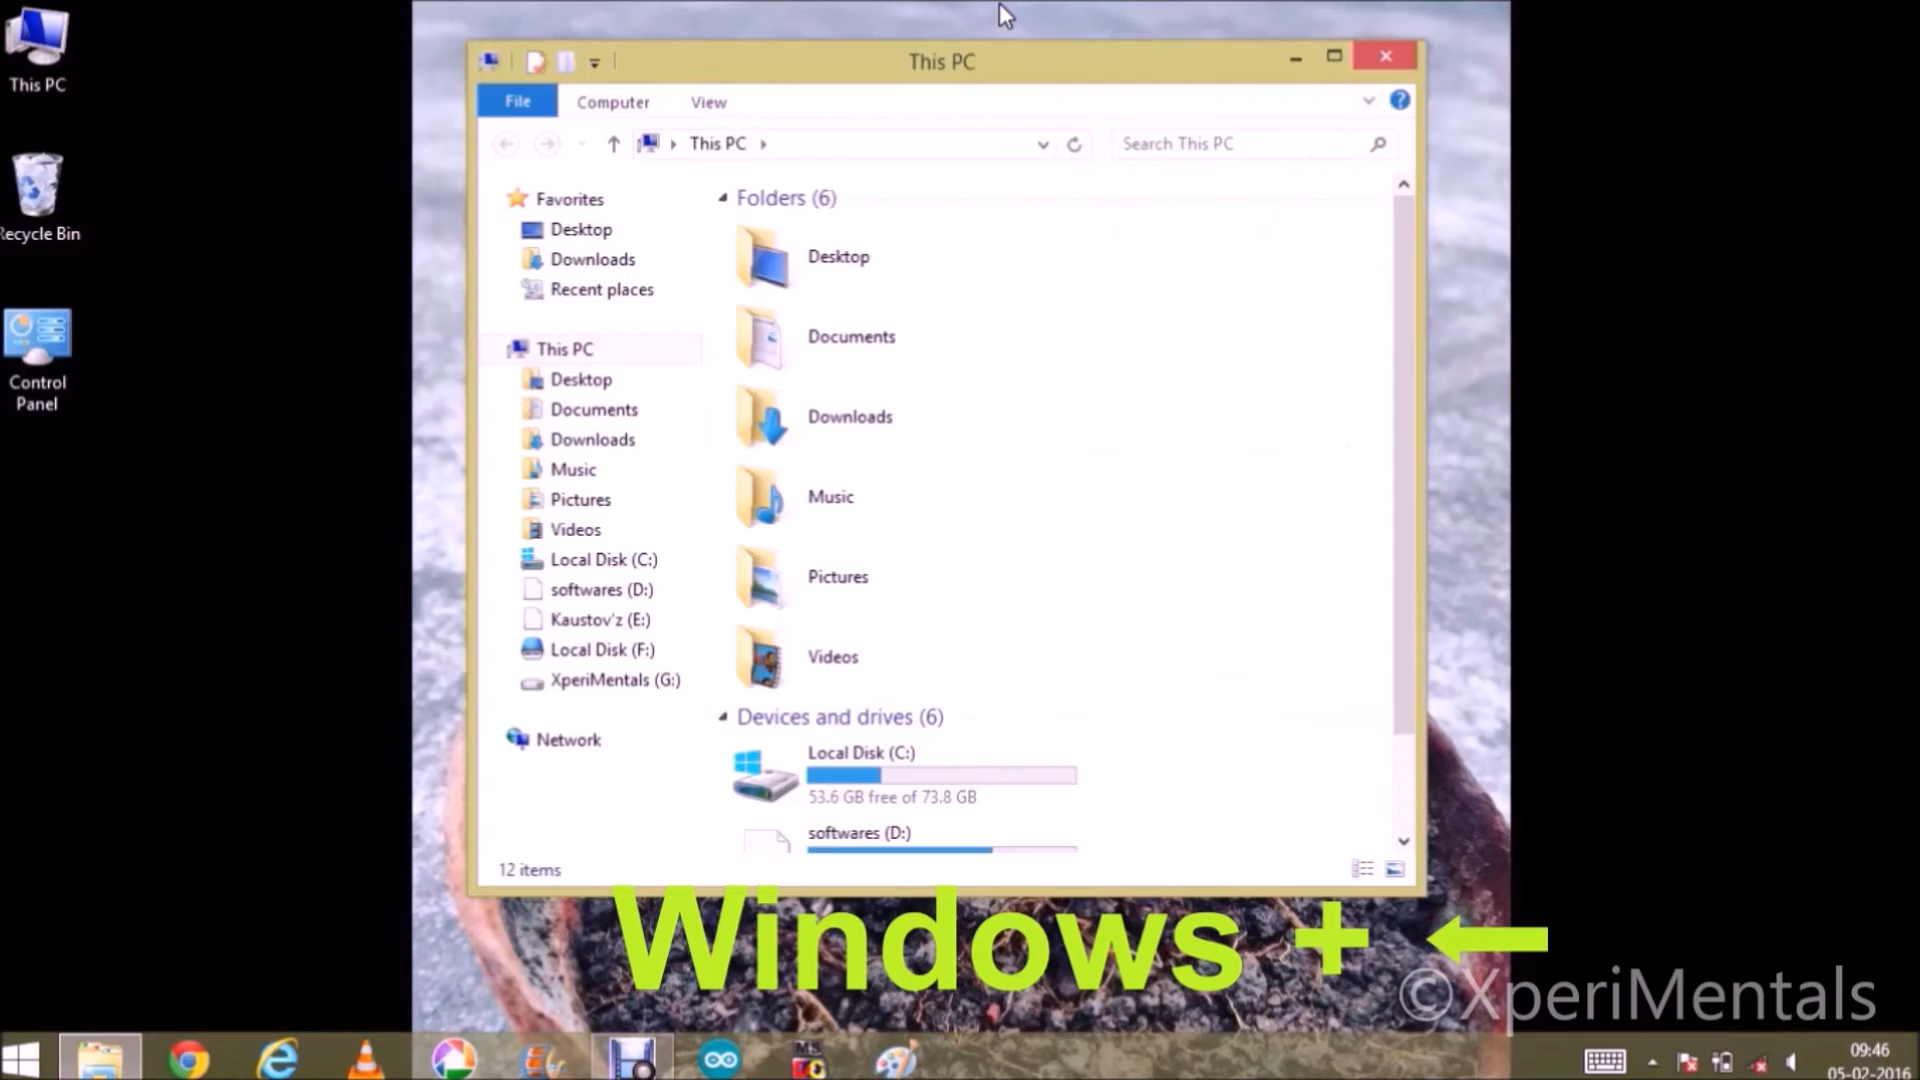 This PC
Recycle Bin
Control
Panel
This PC
File
Computer
View
This PC
Search This PC
Favorites
Desktop
Downloads
Recent places
This PC
Desktop
Documents
Downloads
Music
Pictures
Videos
Local Disk (C:)
softwares (D:)
Kaustov'z (E:)
Local Disk (F:)
XperiMentals (G:)
Network
Folders (6)
Desktop
Documents
Downloads
Music
Pictures
Videos
Devices and drives (6)
Local Disk (C:)
53.6 GB free of 73.8 GB
softwares (D:)
12 items
Windows + ←
©XperiMentals
MS
09:46
05-02-2016